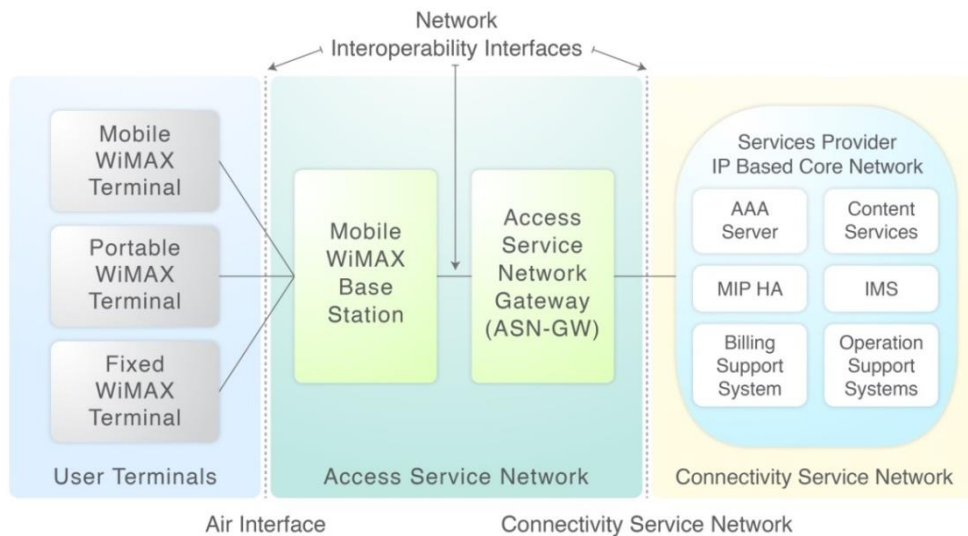 Network
Interoperability Interfaces
Mobile
WiMAX
Terminal
Portable
WiMAX
Terminal
Fixed
WiMAX
Terminal
User Terminals
Mobile
WiMAX
Base
Station
Access
Service
Network
Gateway
(ASN-GW)
Access Service Network
Services Provider
IP Based Core Network
AAA
Server
Content
Services
MIP HA
IMS
Billing
Support
System
Operation
Support
Systems
Connectivity Service Network
Air Interface
Connectivity Service Network